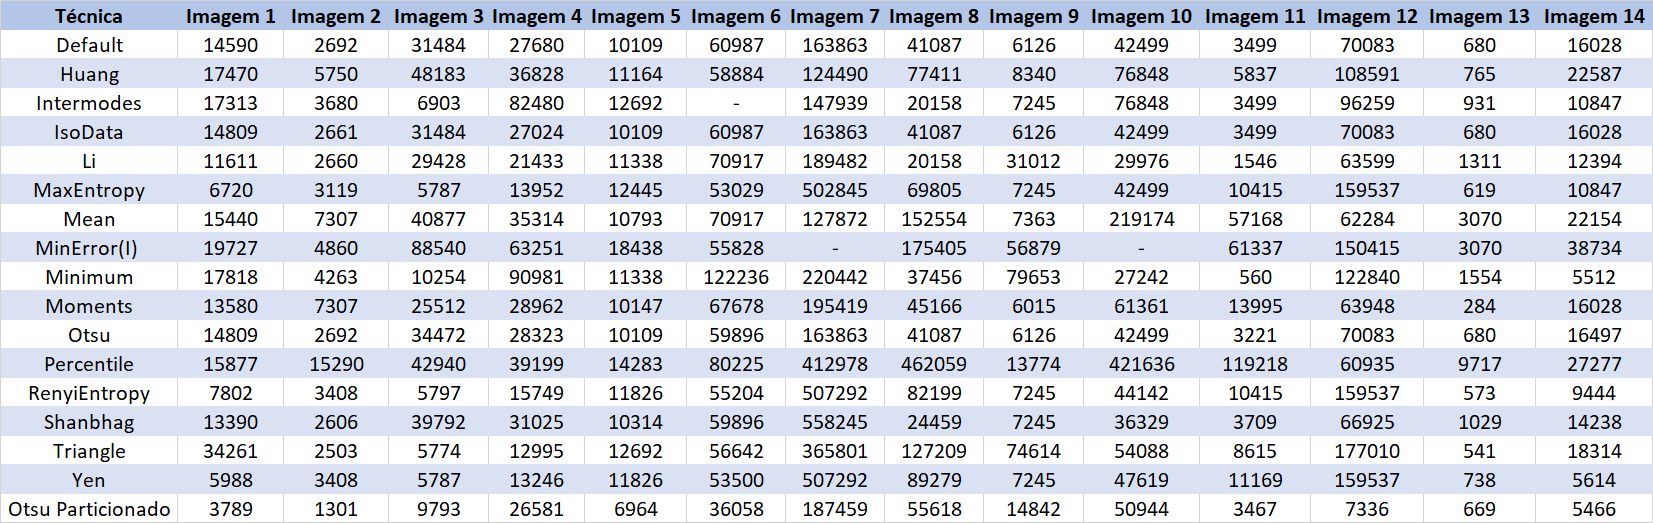 Técnica Imagem 1 Imagem 2 Imagem 3 Imagem 4 Imagem 5 Imagem 6 Imagem 7 Imagem 8 Imagem 9 Imagem 10 Imagem 11 Imagem 12 Imagem 13 Imagem 14
Default 14590 2692 31484 27680 10109 60987 163863 41087 6126 42499 3499 70083 680 16028
Huang 17470 5750 48183 36828 11164 58884 124490 77411 8340 76848 5837 108591 765 22587
Intermodes 17313 3680 6903 82480 12692 - 147939 20158 7245 76848 3499 96259 931 10847
IsoData 14809 2661 31484 27024 10109 60987 163863 41087 6126 42499 3499 70083 680 16028
Li 11611 2660 29428 21433 11338 70917 189482 20158 31012 29976 1546 63599 1311 12394
MaxEntropy 6720 3119 5787 13952 12445 53029 502845 69805 7245 42499 10415 159537 619 10847
Mean 15440 7307 40877 35314 10793 70917 127872 152554 7363 219174 57168 62284 3070 22154
MinError(I) 19727 4860 88540 63251 18438 55828 - 175405 56879 - 61337 150415 3070 38734
Minimum 17818 4263 10254 90981 11338 122236 220442 37456 79653 27242 560 122840 1554 5512
Moments 13580 7307 25512 28962 10147 67678 195419 45166 6015 61361 13995 63948 284 16028
Otsu 14809 2692 34472 28323 10109 59896 163863 41087 6126 42499 3221 70083 680 16497
Percentile 15877 15290 42940 39199 14283 80225 412978 462059 13774 421636 119218 60935 9717 27277
RenyiEntropy 7802 3408 5797 15749 11826 55204 507292 82199 7245 44142 10415 159537 573 9444
Shanbhag 13390 2606 39792 31025 10314 59896 558245 24459 7245 36329 3709 66925 1029 14238
Triangle 34261 2503 5774 12995 12692 56642 365801 127209 74614 54088 8615 177010 541 18314
Yen 5988 3408 5787 13246 11826 53500 507292 89279 7245 47619 11169 159537 738 5614
Otsu Particionado 3789 1301 9793 26581 6964 36058 187459 55618 14842 50944 3467 7336 669 5466